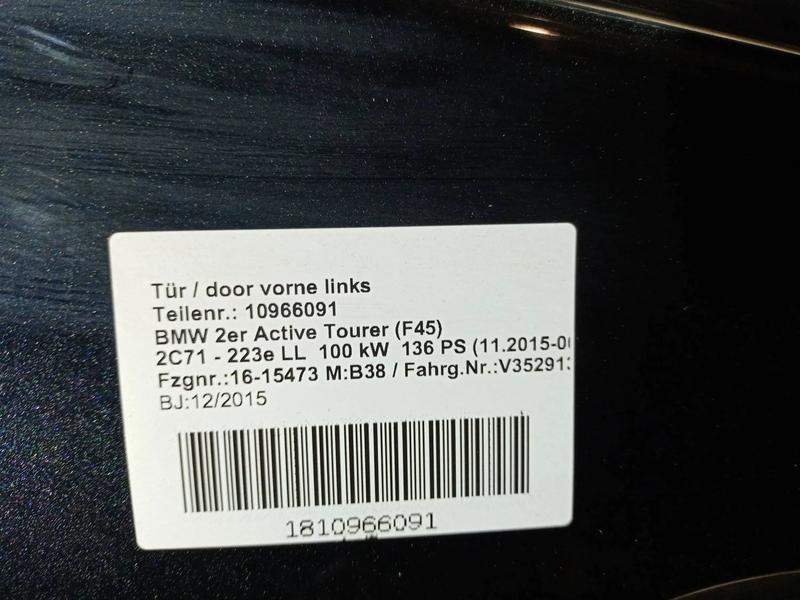 Tür / door vorne links
Teilenr.: 10966091
BMW 2er Active Tourer (F45)
2C71 - 223e LL 100 kW 136 PS (11.2015-0
Fzgnr.:16-15473 M:B38 / Fahrg.Nr.:V35291
BJ:12/2015
1810966091